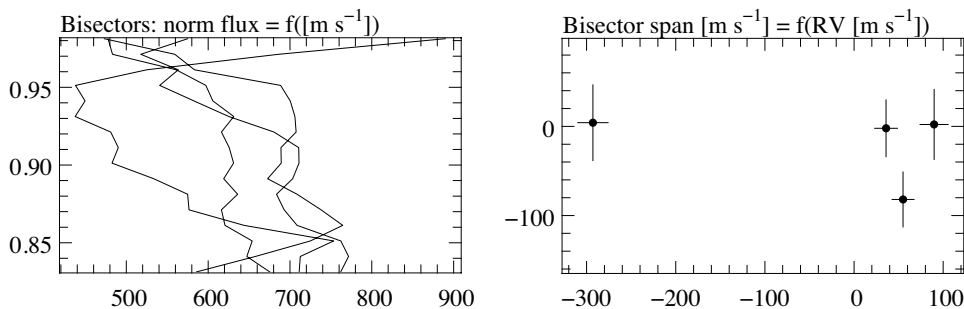 Bisectors: norm flux = f([m s⁻¹])
0.95
0.90
0.85
500 600 700 800 900
Bisector span [m s⁻¹] = f(RV [m s⁻¹])
0
−100
−300 −200 −100 0 100